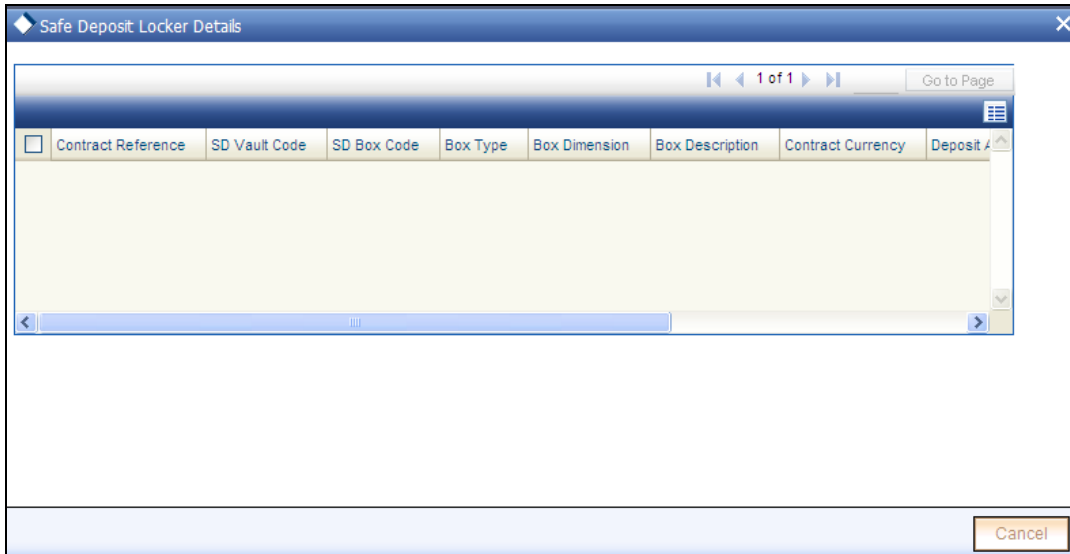 Safe Deposit Locker Details
1 of 1 Go to Page
Contract Reference SD Vault Code SD Box Code Box Type Box Dimension Box Description Contract Currency Deposit
Cancel